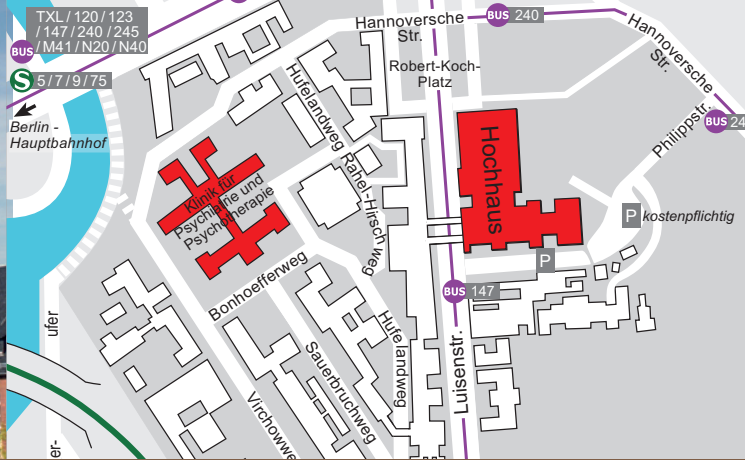 TXL / 120 / 123
/ 147 / 240 / 245
/ M41 / N20 / N40
BUS
S
5 / 7 / 9 / 75
Berlin -
Hauptbahnhof
Hannoversche
Str.
BUS 240
Robert-Koch-
Platz
Hannoversche
Str.
Philippstr.
BUS 24
Hufelandweg
Rahel-Hirsch
weg
Hochhaus
Klinik für
Psychiatrie und
Psychotherapie
P kostenpflichtig
P
Bonhoefferweg
BUS 147
Hufelandweg
Luisenstr.
Sauerbruchweg
Virchowwe
ufer
er-